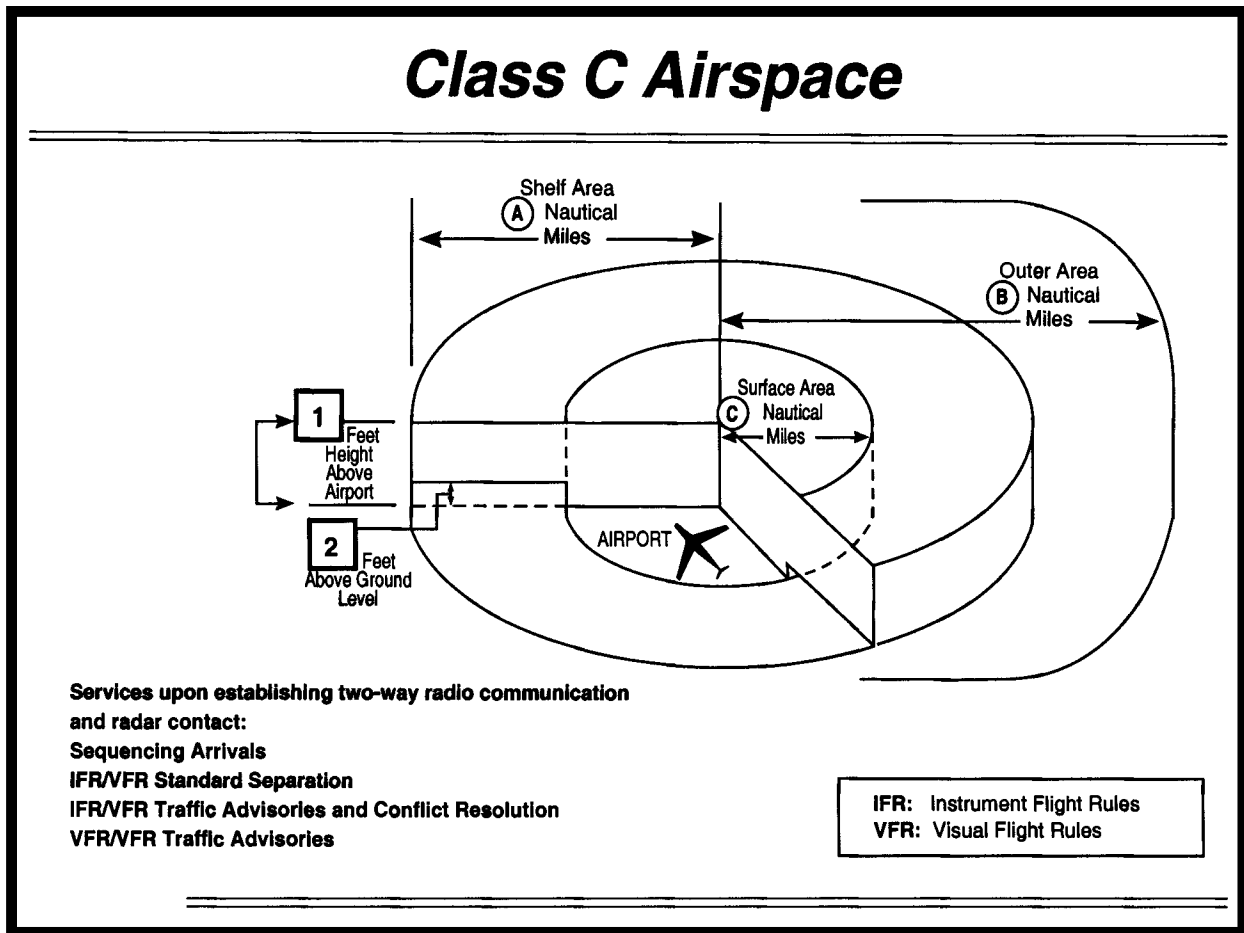 Class C Airspace
Shelf Area
A Nautical
Miles
Outer Area
B Nautical
Miles
Surface Area
C Nautical
Miles
1 Feet
Height
Above
Airport
2 Feet
Above Ground
Level
AIRPORT
Services upon establishing two-way radio communication
and radar contact:
Sequencing Arrivals
IFR/VFR Standard Separation
IFR/VFR Traffic Advisories and Conflict Resolution
VFR/VFR Traffic Advisories
IFR: Instrument Flight Rules
VFR: Visual Flight Rules